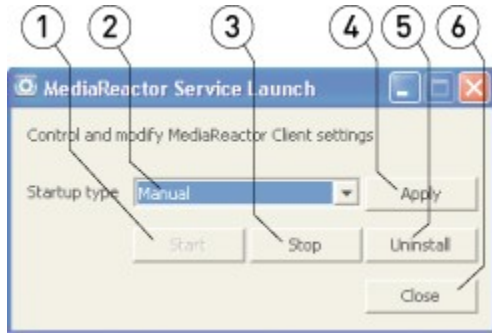 1 2 3 4 5 6
MediaReactor Service Launch
Control and modify MediaReactor Client settings
Startup type Manual Apply
Start Stop Uninstall
Close